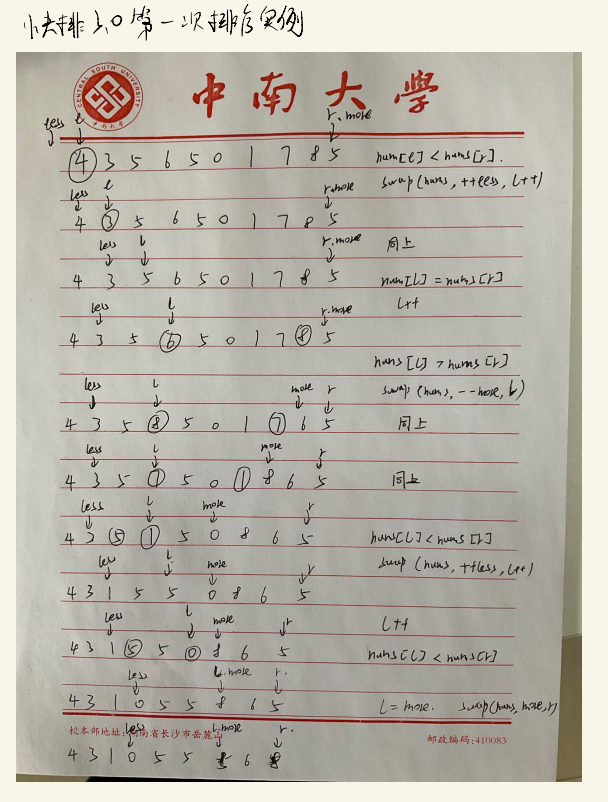 快排3.0第一次排序实例
CENTRAL SOUTH UNIVERSITY
中南大学
中南大学
less l r.more
4 3 5 6 5 0 1 7 8 5 num[l] < nums[r].
less l r.more swap(nums, ++less, l++)
4 3 5 6 5 0 1 7 8 5
less l r.more 同上
4 3 5 6 5 0 1 7 8 5 num[l] = nums[r]
less l r.more l++
4 3 5 6 5 0 1 7 8 5
nums[l] > nums[r]
less l more r swap(nums, --more, l)
4 3 5 8 5 0 1 7 6 5 同上
less l more r
4 3 5 7 5 0 1 8 6 5 同上
less l more r
4 3 5 1 5 0 8 6 5 nums[l] < nums[r]
less l more r swap(nums, ++less, l++)
4 3 1 5 5 0 8 6 5
less l more r l++
4 3 1 5 5 0 8 6 5 nums[l] < nums[r]
less l.more r.
4 3 1 0 5 5 8 6 5 l = more. swap(nums, more, r)
校本部地址:湖南省长沙市岳麓山 邮政编码:410083
less l.more r.
4 3 1 0 5 5 5 6 8